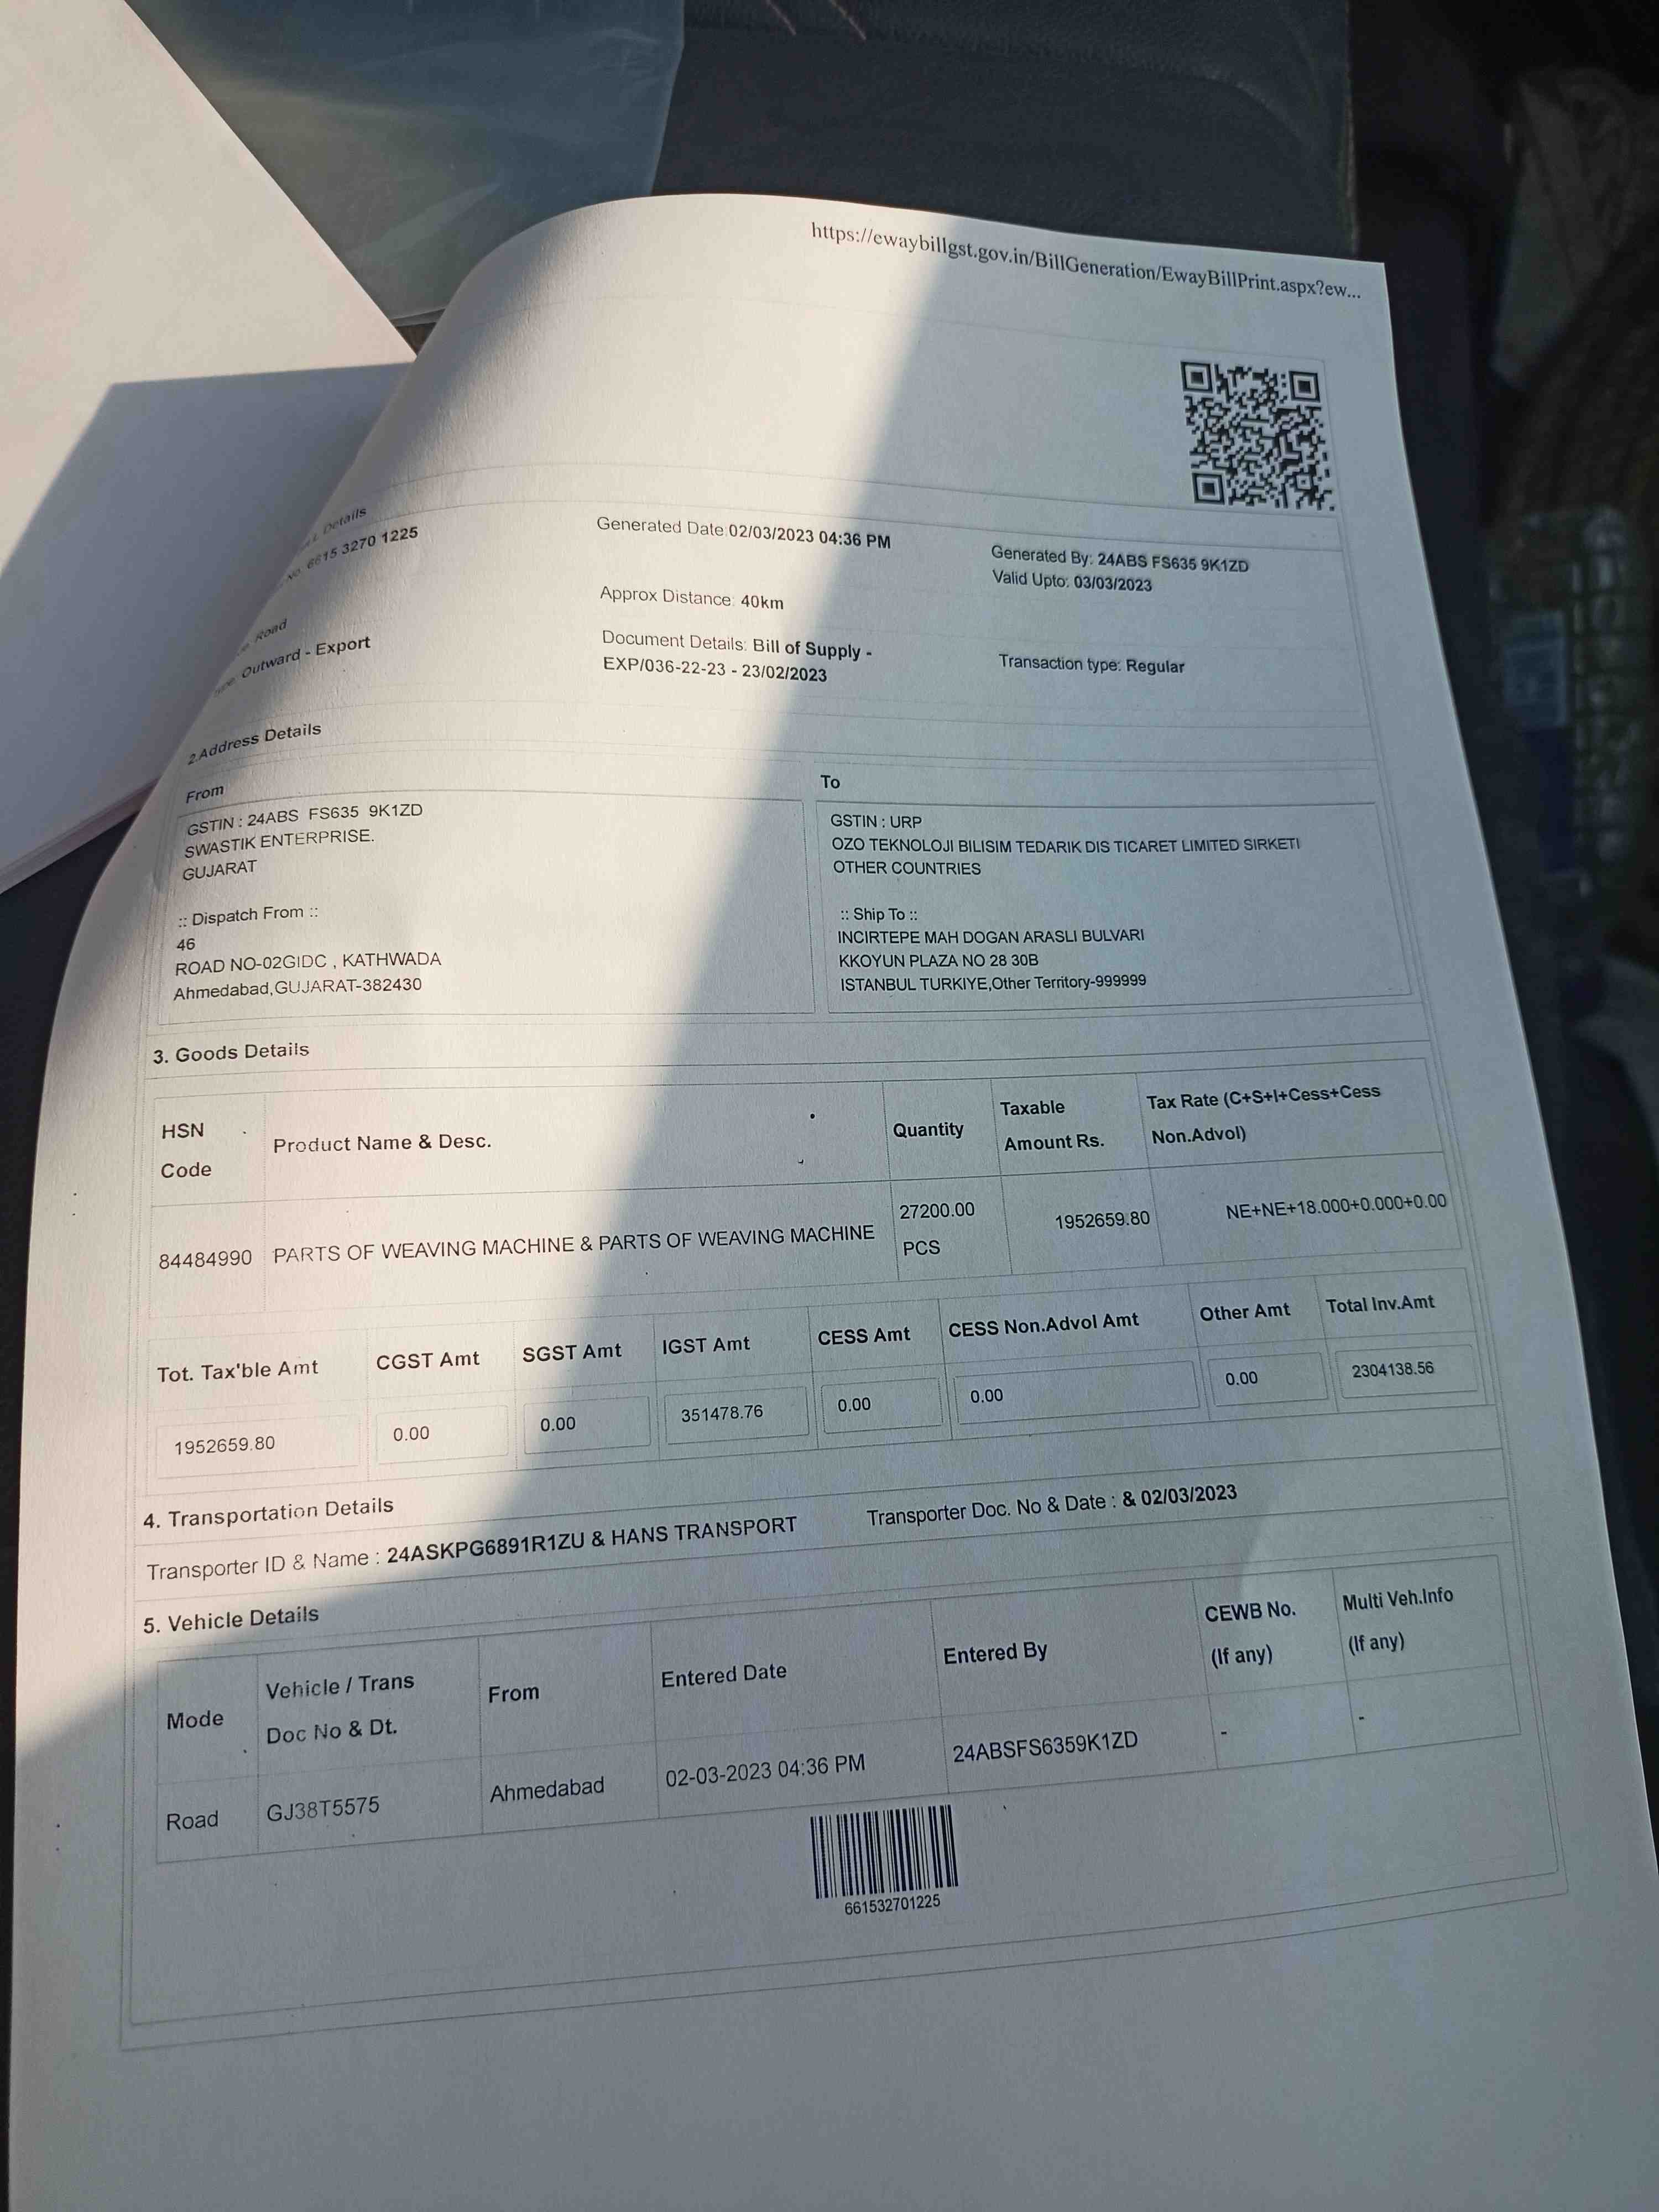 https://ewaybillgst.gov.in/BillGeneration/EwayBillPrint.aspx?ew...
Details
No. 6615 3270 1225
Generated Date: 02/03/2023 04:36 PM
Generated By: 24ABS FS635 9K1ZD
Valid Upto: 03/03/2023
Road
Approx Distance: 40km
Outward - Export
Document Details: Bill of Supply -
EXP/036-22-23 - 23/02/2023
Transaction type: Regular
2.Address Details
From
GSTIN : 24ABS FS635 9K1ZD
SWASTIK ENTERPRISE.
GUJARAT
:: Dispatch From ::
46
ROAD NO-02GIDC , KATHWADA
Ahmedabad,GUJARAT-382430
To
GSTIN : URP
OZO TEKNOLOJI BILISIM TEDARIK DIS TICARET LIMITED SIRKETI
OTHER COUNTRIES
:: Ship To ::
INCIRTEPE MAH DOGAN ARASLI BULVARI
KKOYUN PLAZA NO 28 30B
ISTANBUL TURKIYE,Other Territory-999999
3. Goods Details
HSN
Code
Product Name & Desc.
Quantity
Taxable
Amount Rs.
Tax Rate (C+S+I+Cess+Cess
Non.Advol)
84484990
PARTS OF WEAVING MACHINE & PARTS OF WEAVING MACHINE
27200.00
PCS
1952659.80
NE+NE+18.000+0.000+0.00
Tot. Tax'ble Amt
CGST Amt
SGST Amt
IGST Amt
CESS Amt
CESS Non.Advol Amt
Other Amt
Total Inv.Amt
1952659.80
0.00
0.00
351478.76
0.00
0.00
0.00
2304138.56
4. Transportation Details
Transporter ID & Name : 24ASKPG6891R1ZU & HANS TRANSPORT
Transporter Doc. No & Date : & 02/03/2023
5. Vehicle Details
Mode
Vehicle / Trans
Doc No & Dt.
From
Entered Date
Entered By
CEWB No.
(If any)
Multi Veh.Info
(If any)
Road
GJ38T5575
Ahmedabad
02-03-2023 04:36 PM
24ABSFS6359K1ZD
-
-
661532701225